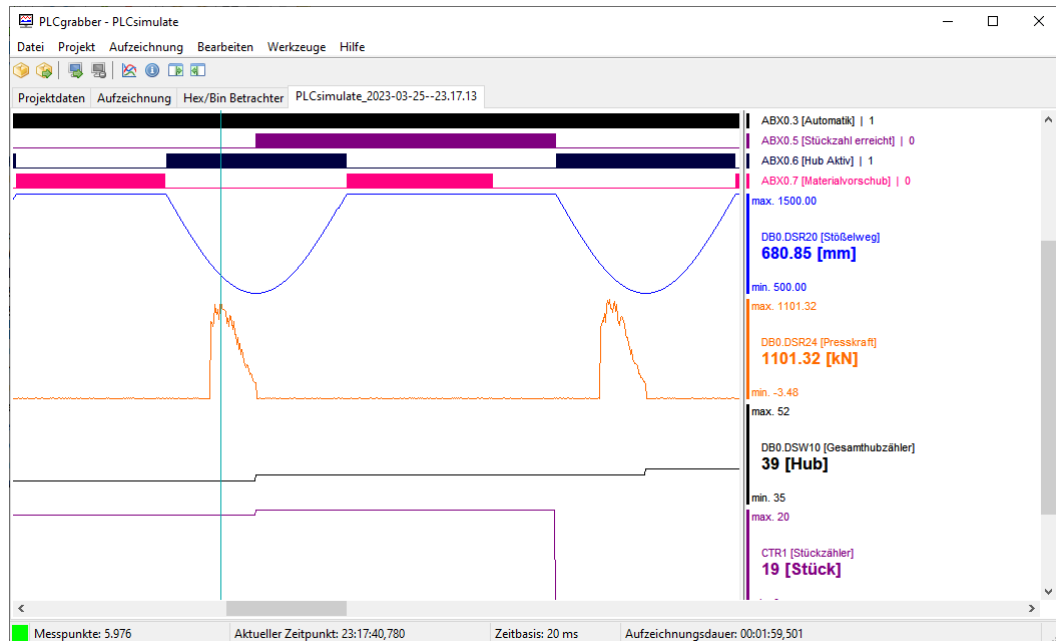 PLCgrabber - PLCsimulate
Datei Projekt Aufzeichnung Bearbeiten Werkzeuge Hilfe
Projektdaten Aufzeichnung Hex/Bin Betrachter PLCsimulate_2023-03-25--23.17.13
ABX0.3 [Automatik] | 1
ABX0.5 [Stückzahl erreicht] | 0
ABX0.6 [Hub Aktiv] | 1
ABX0.7 [Materialvorschub] | 0
max. 1500.00
DB0.DSR20 [Stößelweg]
680.85 [mm]
min. 500.00
max. 1101.32
DB0.DSR24 [Presskraft]
1101.32 [kN]
min. -3.48
max. 52
DB0.DSW10 [Gesamthubzähler]
39 [Hub]
min. 35
max. 20
CTR1 [Stückzähler]
19 [Stück]
Messpunkte: 5.976 Aktueller Zeitpunkt: 23:17:40,780 Zeitbasis: 20 ms Aufzeichnungsdauer: 00:01:59,501